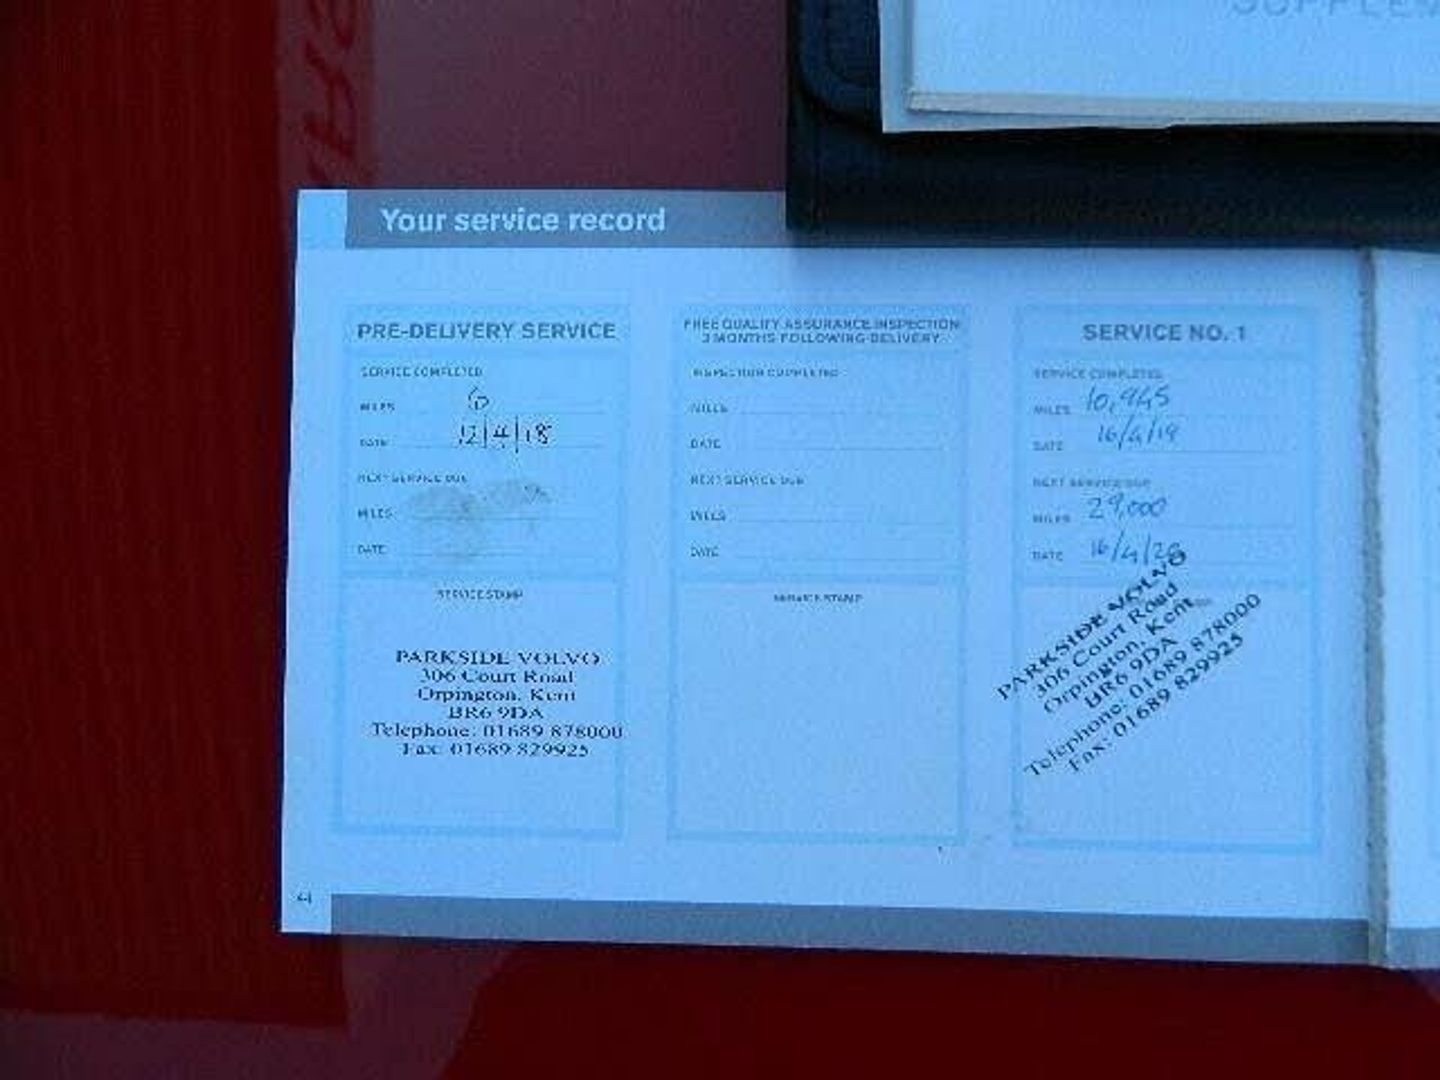 Your service record
PRE-DELIVERY SERVICE
SERVICE COMPLETED
MILES 6
DATE 12/4/18
NEXT SERVICE DUE
MILES
DATE
SERVICE STAMP
PARKSIDE VOLVO
306 Court Road
Orpington, Kent
BR6 9DA
Telephone: 01689 878000
Fax: 01689 829925
FREE QUALITY ASSURANCE INSPECTION
3 MONTHS FOLLOWING DELIVERY
INSPECTION COMPLETED
MILES
DATE
NEXT SERVICE DUE
MILES
DATE
SERVICE STAMP
SERVICE NO. 1
SERVICE COMPLETED
MILES 10,945
DATE 16/4/19
NEXT SERVICE DUE
MILES 29,000
DATE 16/4/20
PARKSIDE VOLVO
306 Court Road
Orpington, Kent
BR6 9DA
Telephone: 01689 878000
Fax: 01689 829925